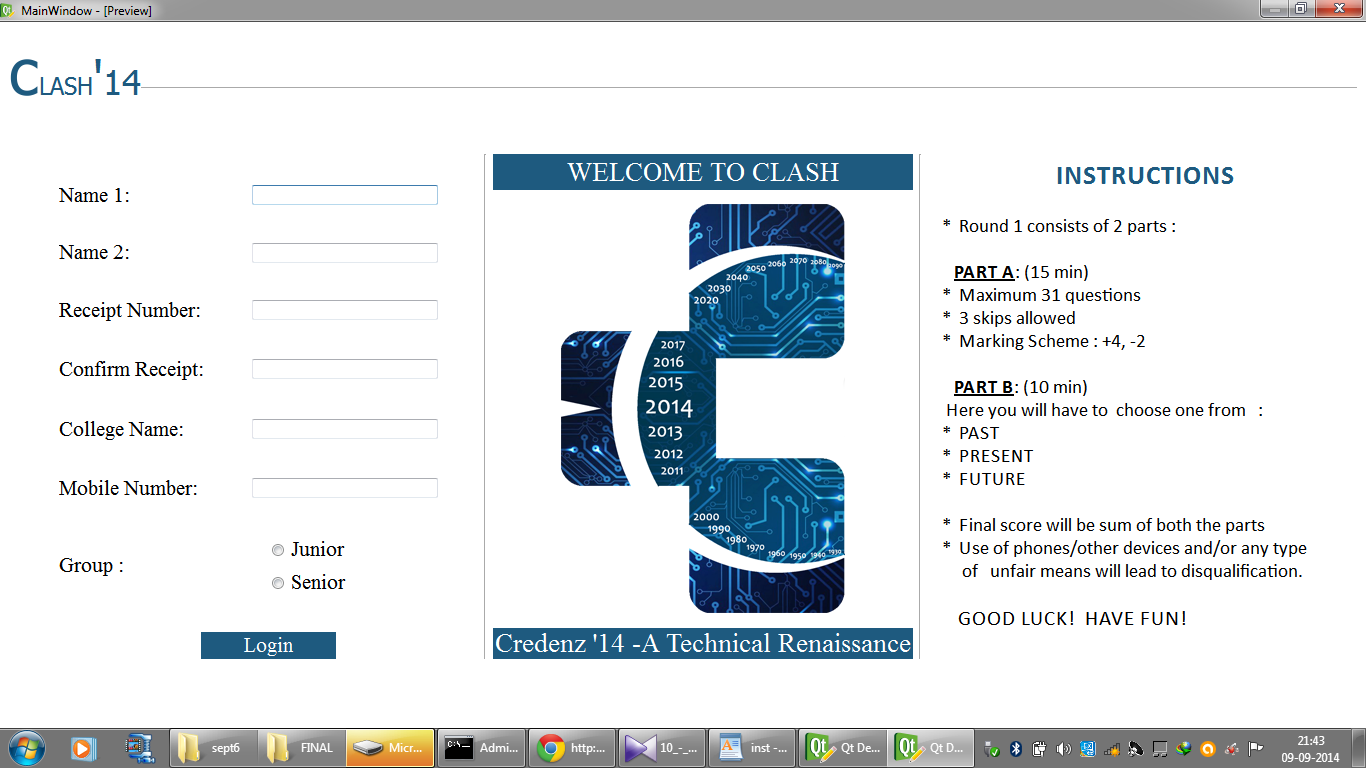 MainWindow - [Preview]
CLASH'14
Name 1:
Name 2:
Receipt Number:
Confirm Receipt:
College Name:
Mobile Number:
Group :
Junior
Senior
Login
WELCOME TO CLASH
2090
2080
2070
2060
2050
2040
2030
2020
2017
2016
2015
2014
2013
2012
2011
2000
1990
1980
1970
1960
1950
1940
1930
Credenz '14 -A Technical Renaissance
INSTRUCTIONS
* Round 1 consists of 2 parts :
PART A: (15 min)
* Maximum 31 questions
* 3 skips allowed
* Marking Scheme : +4, -2
PART B: (10 min)
Here you will have to choose one from :
* PAST
* PRESENT
* FUTURE
* Final score will be sum of both the parts
* Use of phones/other devices and/or any type
of unfair means will lead to disqualification.
GOOD LUCK! HAVE FUN!
sept6
FINAL
Micr...
Admi...
http:...
10_-_...
inst -...
Qt De...
Qt D...
21:43
09-09-2014